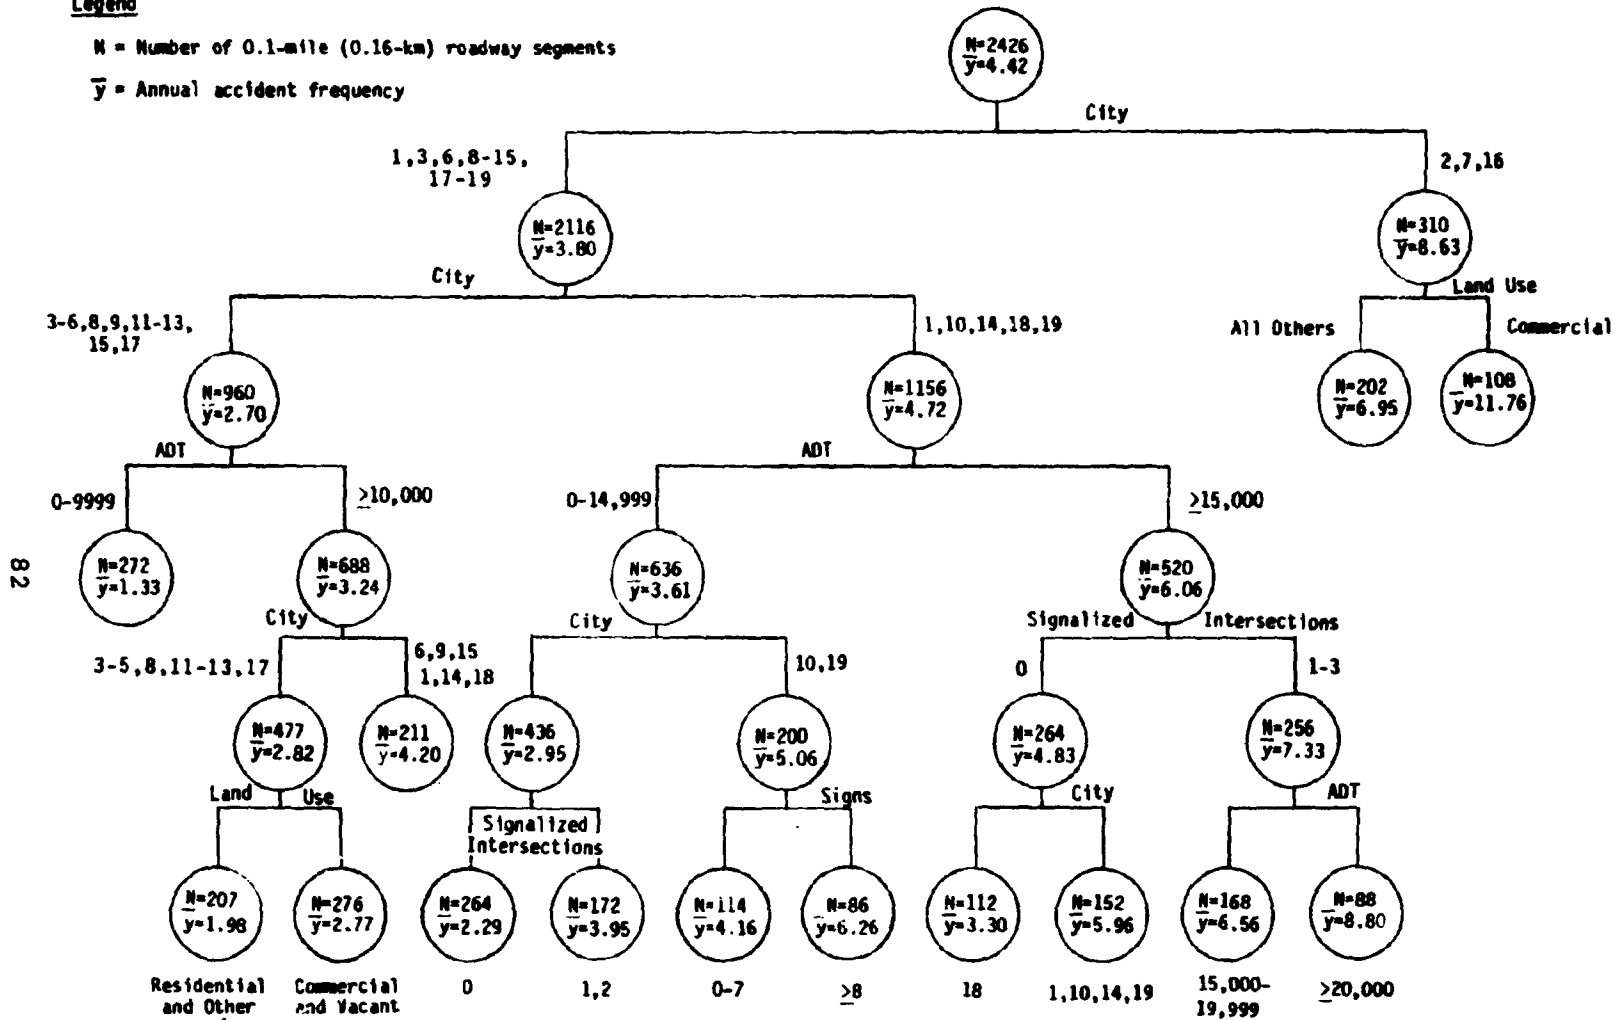 Legend
N = Number of 0.1-mile (0.16-km) roadway segments
y = Annual accident frequency
N=2426
y=4.42
City
1,3,6,8-15,
17-19
2,7,16
N=2116
y=3.80
N=310
y=8.63
City
Land Use
3-6,8,9,11-13,
15,17
1,10,14,18,19
All Others
Commercial
N=960
y=2.70
N=1156
y=4.72
N=202
y=6.95
N=108
y=11.76
ADT
ADT
0-9999
≥10,000
0-14,999
≥15,000
N=272
y=1.33
N=688
y=3.24
N=636
y=3.61
N=520
y=6.06
City
City
Signalized Intersections
3-5,8,11-13,17
6,9,15
1,14,18
10,19
0
1-3
N=477
y=2.82
N=211
y=4.20
N=436
y=2.95
N=200
y=5.06
N=264
y=4.83
N=256
y=7.33
Land Use
Signalized
Intersections
Signs
City
ADT
N=207
y=1.98
N=276
y=2.77
N=264
y=2.29
N=172
y=3.95
N=114
y=4.16
N=86
y=6.26
N=112
y=3.30
N=152
y=5.96
N=168
y=6.56
N=88
y=8.80
Residential
and Other
Commercial
and Vacant
0
1,2
0-7
≥8
18
1,10,14,19
15,000-
19,999
≥20,000
82